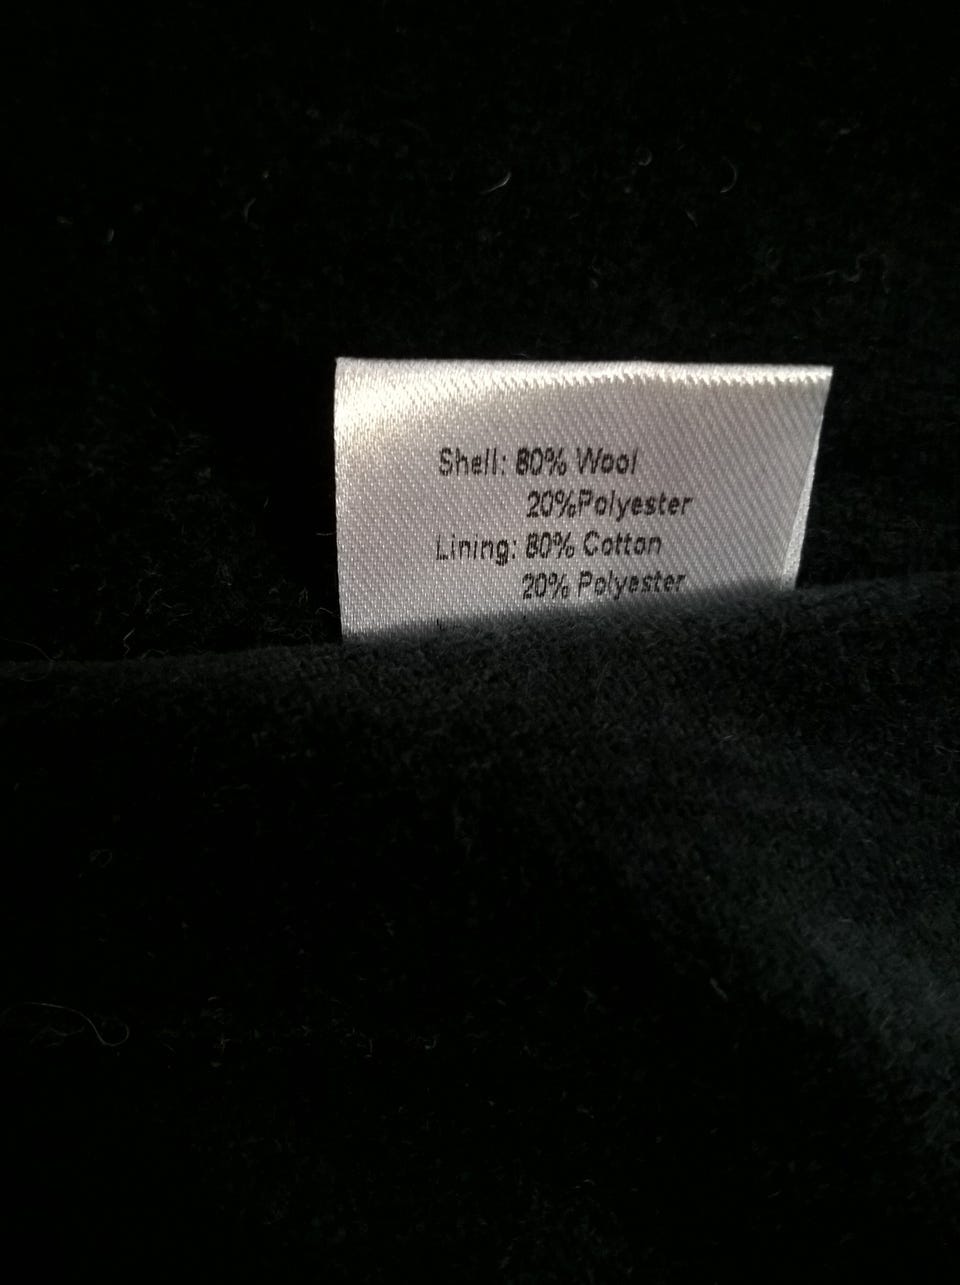 Shell: 80% Wool
20%Polyester
Lining: 80% Cotton
20% Polyester